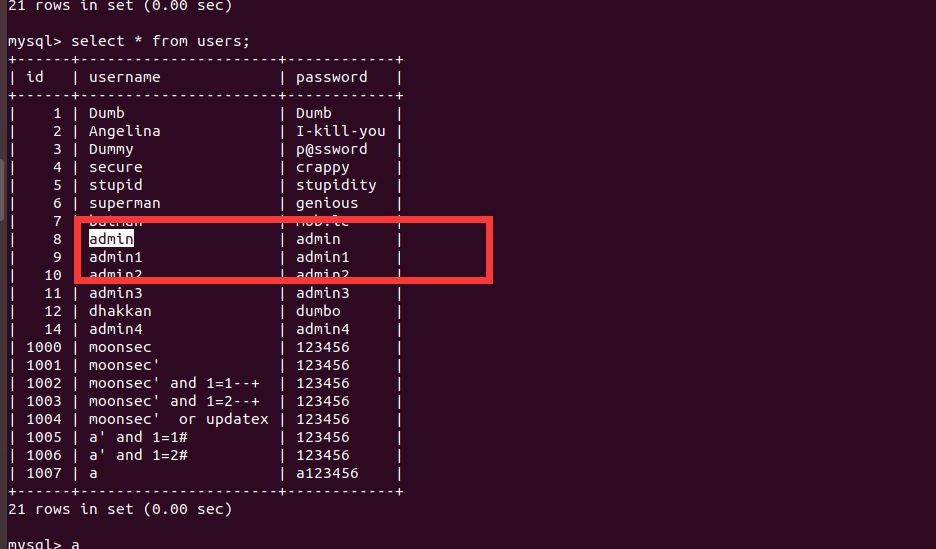 21 rows in set (0.00 sec)
mysql> select * from users;
+------+----------------------+------------+
| id   | username             | password   |
+------+----------------------+------------+
|    1 | Dumb                 | Dumb       |
|    2 | Angelina             | I-kill-you |
|    3 | Dummy                | p@ssword   |
|    4 | secure               | crappy     |
|    5 | stupid               | stupidity  |
|    6 | superman             | genious    |
|    7 | batman               | mob!le     |
|    8 | admin                | admin      |
|    9 | admin1               | admin1     |
|   10 | admin2               | admin2     |
|   11 | admin3               | admin3     |
|   12 | dhakkan              | dumbo      |
|   14 | admin4               | admin4     |
| 1000 | moonsec              | 123456     |
| 1001 | moonsec'             | 123456     |
| 1002 | moonsec' and 1=1--+  | 123456     |
| 1003 | moonsec' and 1=2--+  | 123456     |
| 1004 | moonsec'  or updatex | 123456     |
| 1005 | a' and 1=1#          | 123456     |
| 1006 | a' and 1=2#          | 123456     |
| 1007 | a                    | a123456    |
+------+----------------------+------------+
21 rows in set (0.00 sec)
mysql> a